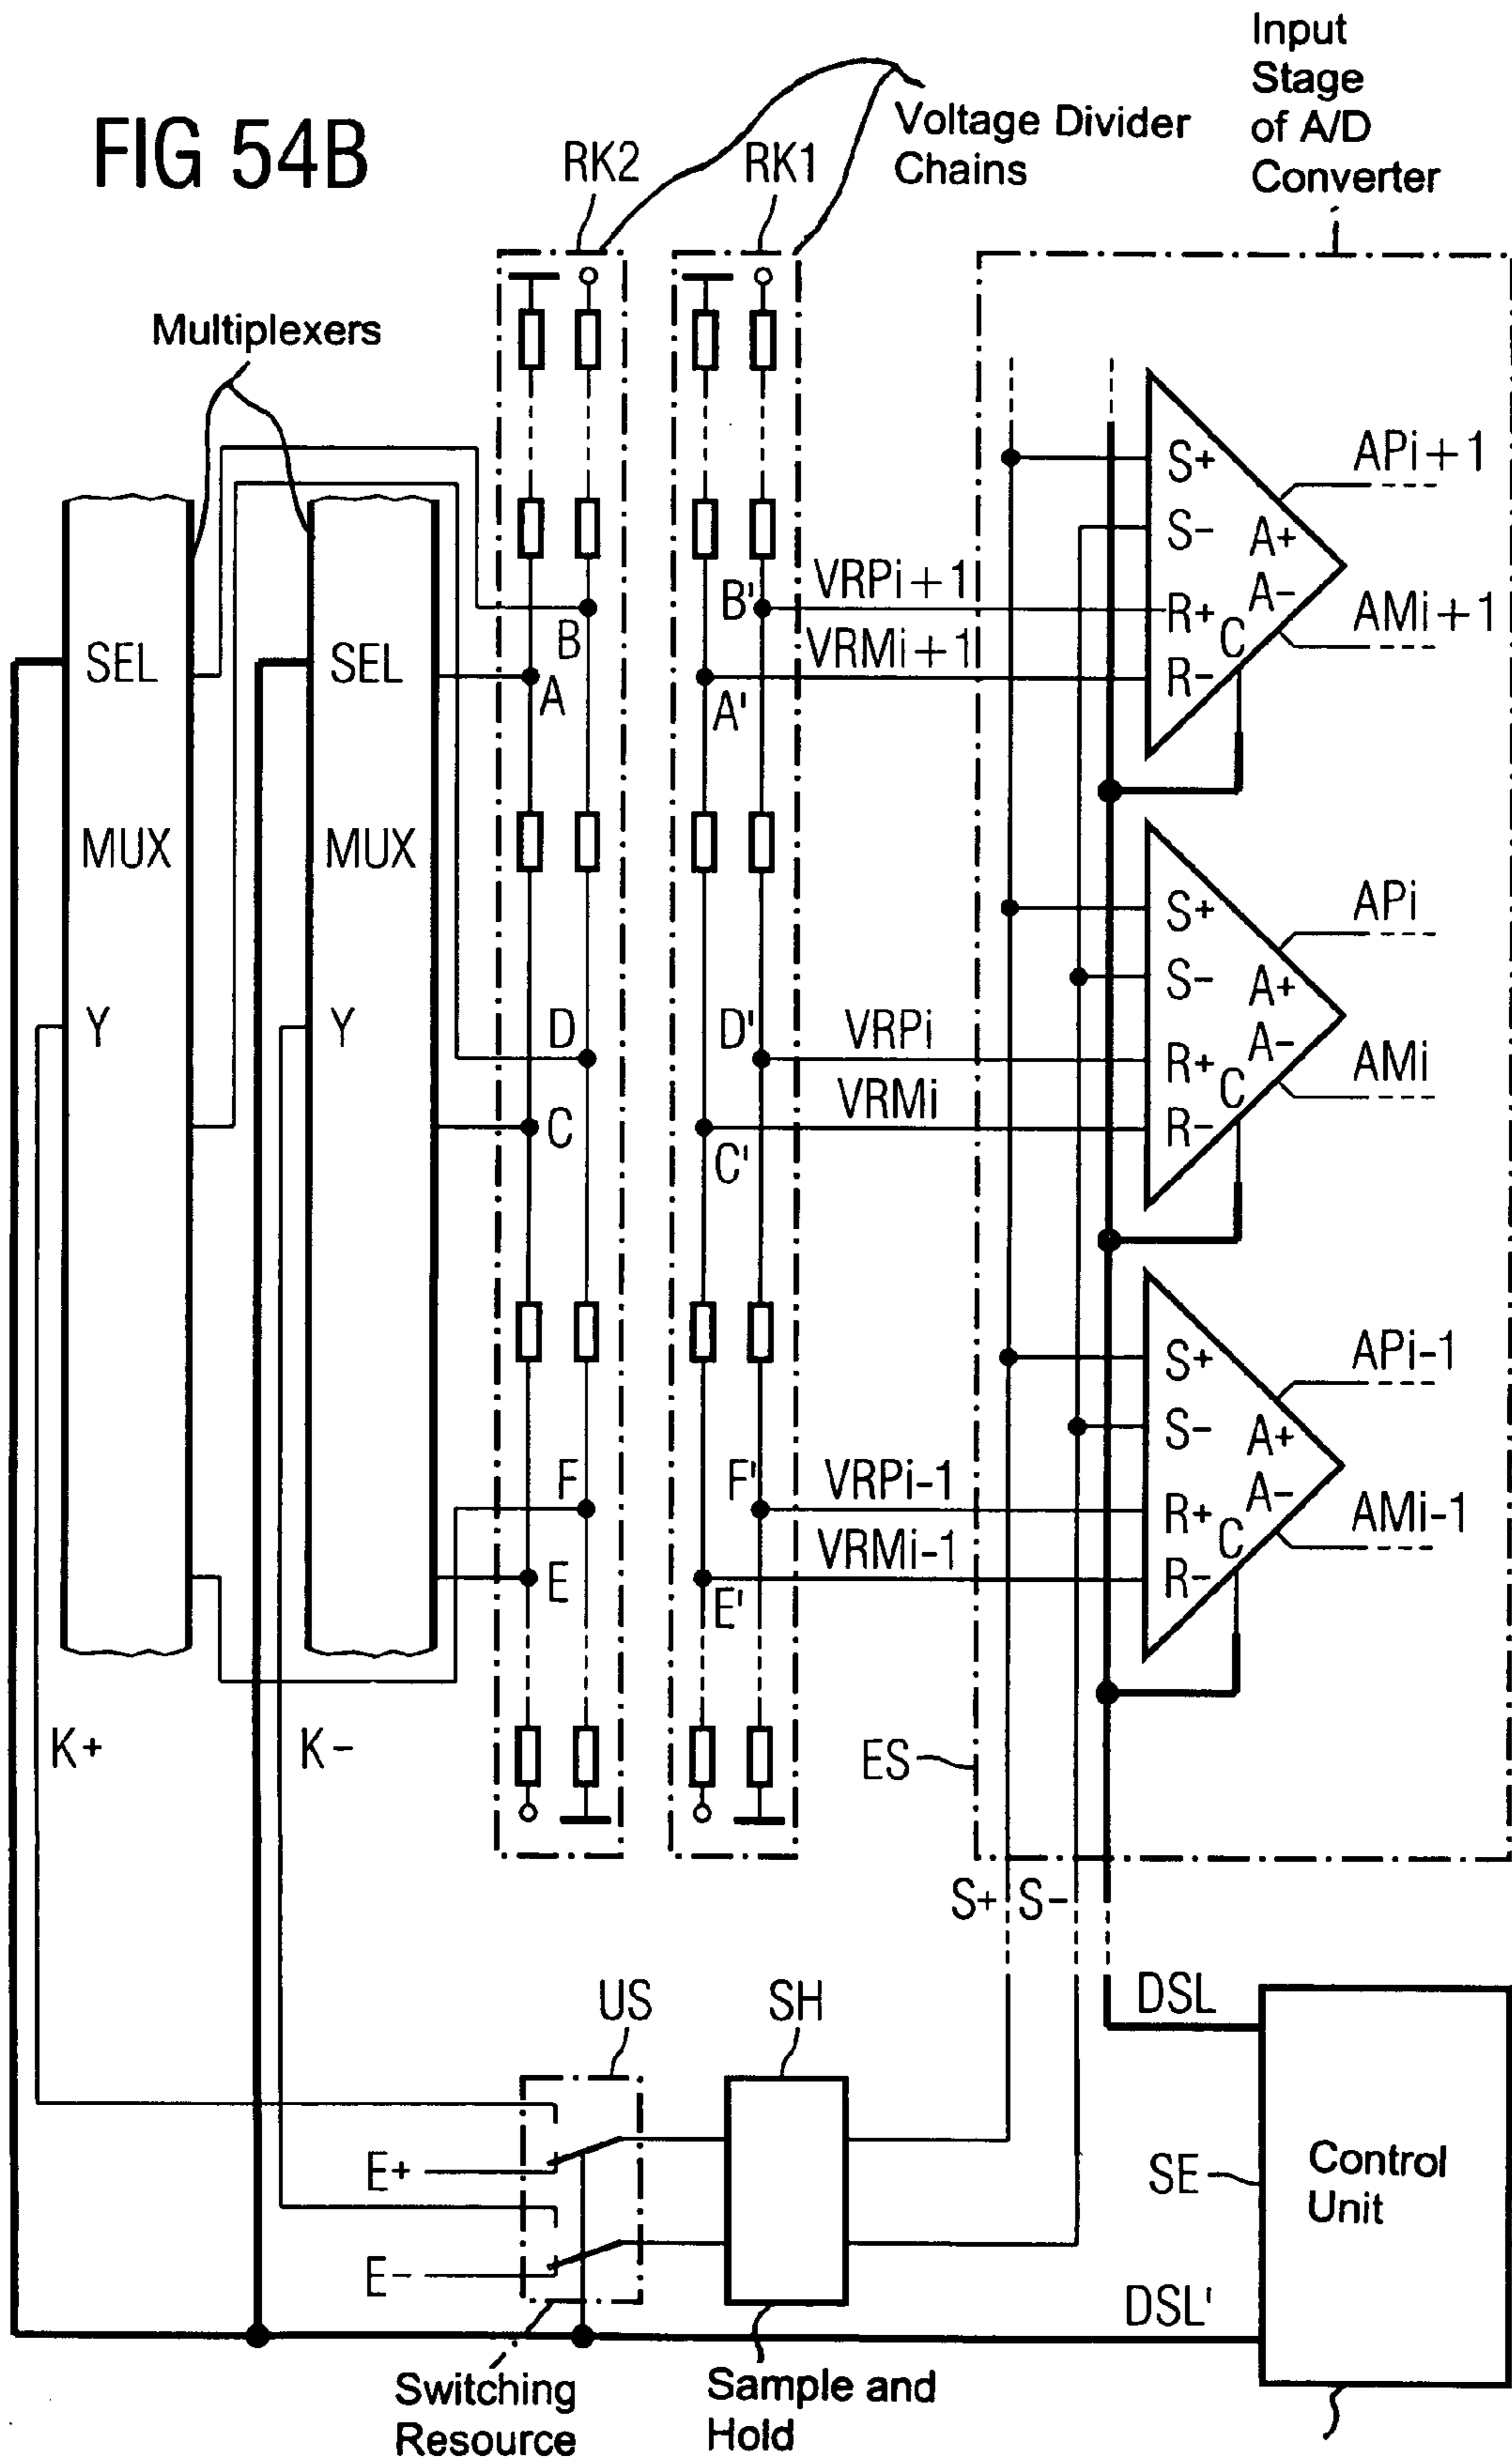 FIG 54B
Input
Stage
of A/D
Converter
Voltage Divider
Chains
RK2
RK1
Multiplexers
SEL
MUX
Y
SEL
MUX
Y
K+
K-
B
A
D
C
F
E
B'
A'
D'
C'
F'
E'
VRPi+1
VRMi+1
VRPi
VRMi
VRPi-1
VRMi-1
S+
S-
R+
R-
A+
A-
C
APi+1
AMi+1
S+
S-
R+
R-
A+
A-
C
APi
AMi
S+
S-
R+
R-
A+
A-
C
APi-1
AMi-1
ES
S+
S-
US
SH
DSL
E+
E-
SE
Control
Unit
DSL'
Switching
Resource
Sample and
Hold